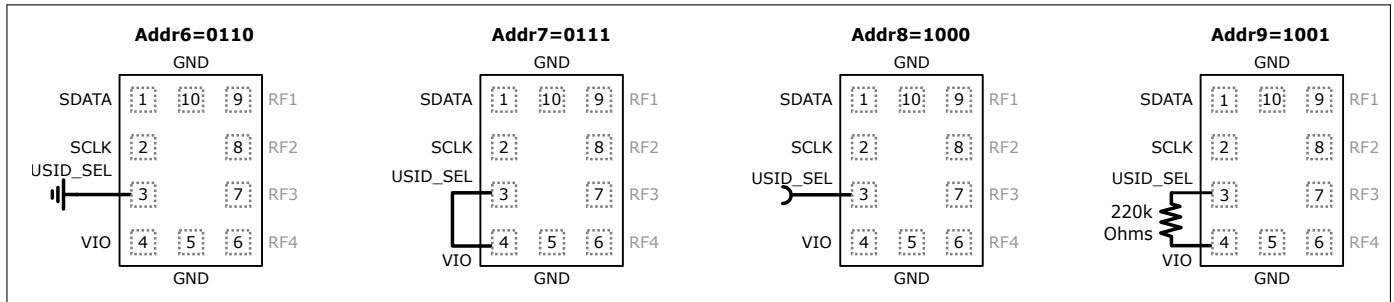 Addr6=0110
GND
SDATA 1 10 9 RF1
SCLK 2 8 RF2
USID_SEL
3 7 RF3
VIO 4 5 6 RF4
GND
Addr7=0111
GND
SDATA 1 10 9 RF1
SCLK 2 8 RF2
USID_SEL
3 7 RF3
4 5 6 RF4
VIO
GND
Addr8=1000
GND
SDATA 1 10 9 RF1
SCLK 2 8 RF2
USID_SEL
3 7 RF3
VIO 4 5 6 RF4
GND
Addr9=1001
GND
SDATA 1 10 9 RF1
SCLK 2 8 RF2
USID_SEL
3 7 RF3
220k
Ohms
4 5 6 RF4
VIO
GND